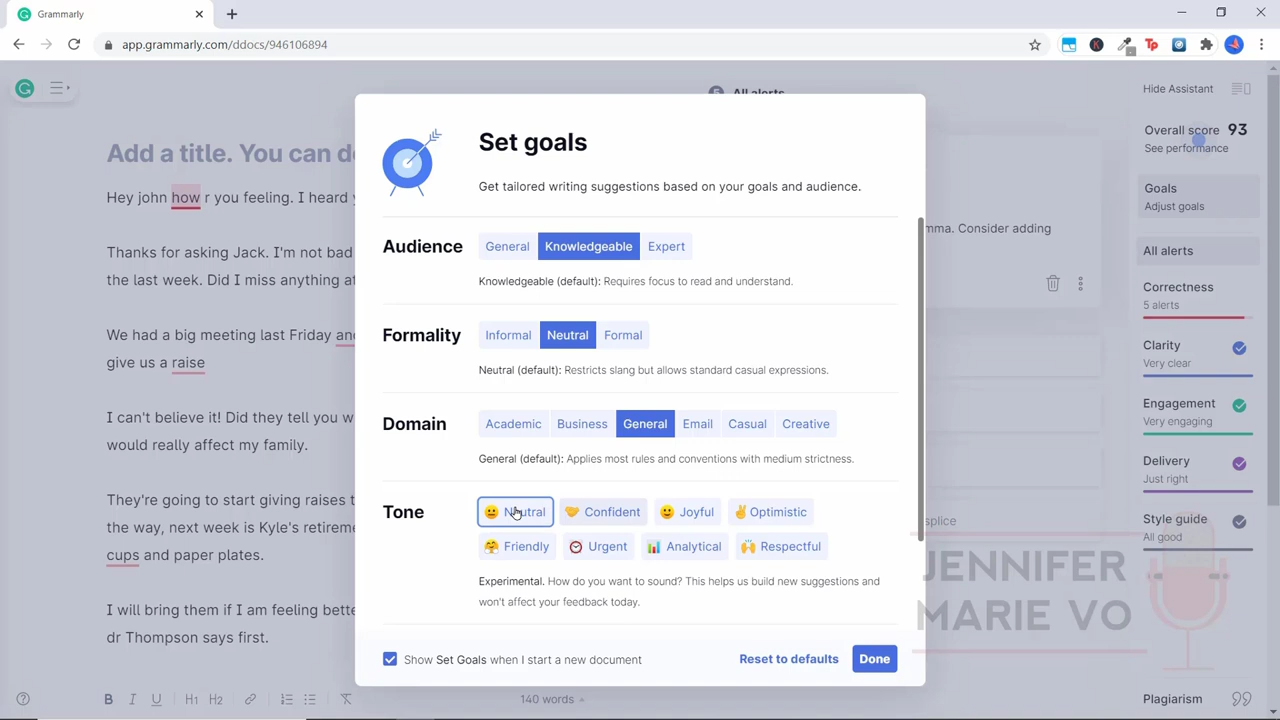 Grammarly
app.grammarly.com/ddocs/946106894
Add a title. You can d
Hey john how r you feeling. I heard
Thanks for asking Jack. I'm not bad
the last week. Did I miss anything at
We had a big meeting last Friday and
give us a raise
I can't believe it! Did they tell you w
would really affect my family.
They're going to start giving raises t
the way, next week is Kyle's retirem
cups and paper plates.
I will bring them if I am feeling bette
dr Thompson says first.
B I U H1 H2
140 words
All alerts
mma. Consider adding
splice
Set goals
Get tailored writing suggestions based on your goals and audience.
Audience General Knowledgeable Expert
Knowledgeable (default): Requires focus to read and understand.
Formality Informal Neutral Formal
Neutral (default): Restricts slang but allows standard casual expressions.
Domain Academic Business General Email Casual Creative
General (default): Applies most rules and conventions with medium strictness.
Tone Neutral Confident Joyful Optimistic
Friendly Urgent Analytical Respectful
Experimental. How do you want to sound? This helps us build new suggestions and
won't affect your feedback today.
Show Set Goals when I start a new document
Reset to defaults Done
Hide Assistant
Overall score 93
See performance
Goals
Adjust goals
All alerts
Correctness
5 alerts
Clarity
Very clear
Engagement
Very engaging
Delivery
Just right
Style guide
All good
JENNIFER
MARIE VO
Plagiarism